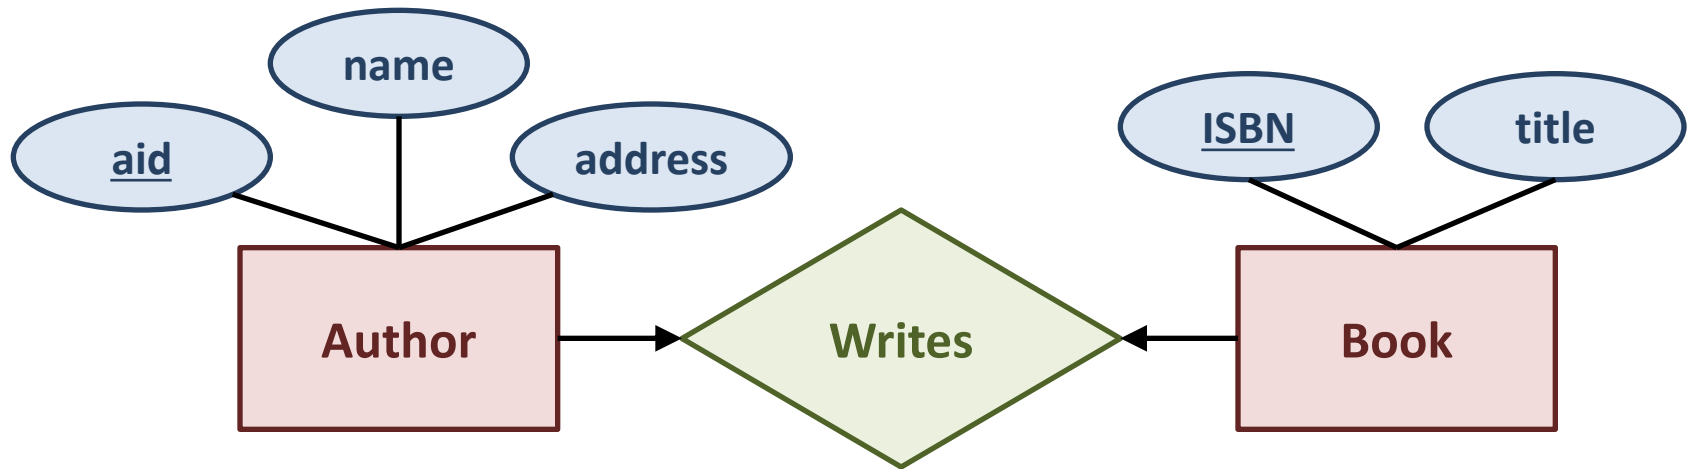 name
aid
address
ISBN
title
Author
Writes
Book